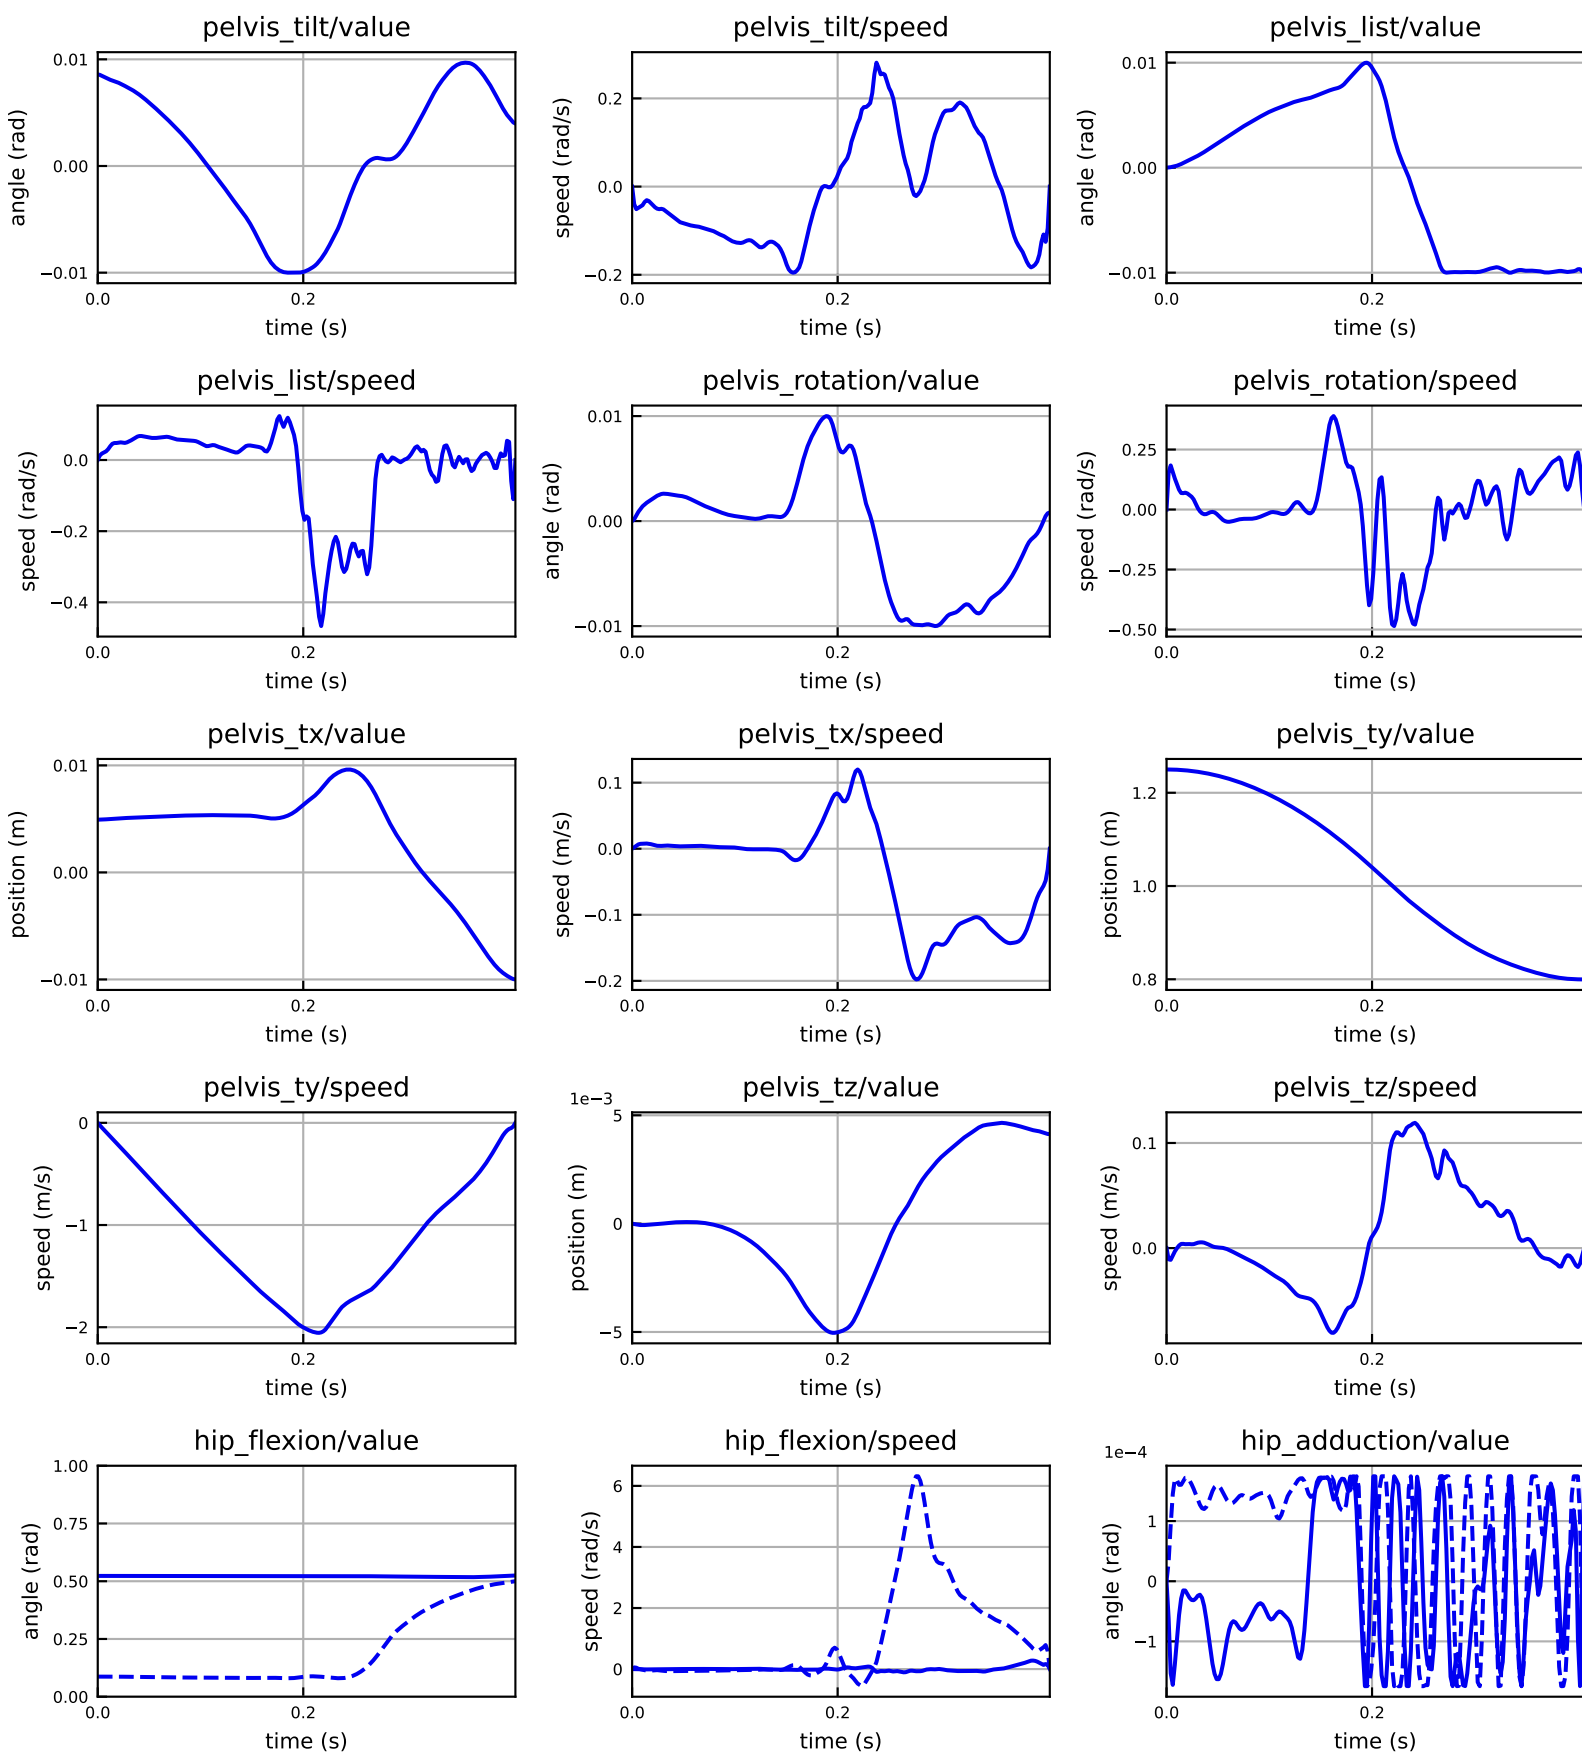 pelvis_tilt/value
angle (rad)
0.01
0.00
−0.01
0.0
0.2
time (s)
pelvis_tilt/speed
speed (rad/s)
0.2
0.0
−0.2
0.0
0.2
time (s)
pelvis_list/value
angle (rad)
0.01
0.00
−0.01
0.0
0.2
time (s)
pelvis_list/speed
speed (rad/s)
0.0
−0.2
−0.4
0.0
0.2
time (s)
pelvis_rotation/value
angle (rad)
0.01
0.00
−0.01
0.0
0.2
time (s)
pelvis_rotation/speed
speed (rad/s)
0.25
0.00
−0.25
−0.50
0.0
0.2
time (s)
pelvis_tx/value
position (m)
0.01
0.00
−0.01
0.0
0.2
time (s)
pelvis_tx/speed
speed (m/s)
0.1
0.0
−0.1
−0.2
0.0
0.2
time (s)
pelvis_ty/value
position (m)
1.2
1.0
0.8
0.0
0.2
time (s)
pelvis_ty/speed
speed (m/s)
0
−1
−2
0.0
0.2
time (s)
pelvis_tz/value
1e−3
position (m)
5
0
−5
0.0
0.2
time (s)
pelvis_tz/speed
speed (m/s)
0.1
0.0
0.0
0.2
time (s)
hip_flexion/value
angle (rad)
1.00
0.75
0.50
0.25
0.00
0.0
0.2
time (s)
hip_flexion/speed
speed (rad/s)
6
4
2
0
0.0
0.2
time (s)
hip_adduction/value
1e−4
angle (rad)
1
0
−1
0.0
0.2
time (s)